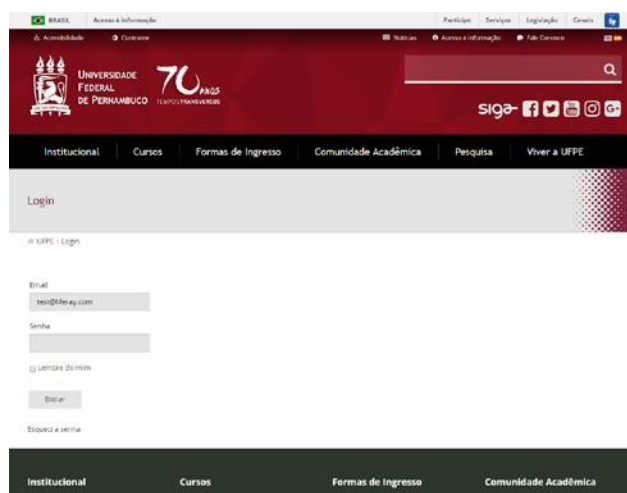 BRASIL Acesso à informação Participe Serviços Legislação Canais
Acessibilidade Contraste Notícias Acesso à Informação Fale Conosco
UNIVERSIDADE
FEDERAL
DE PERNAMBUCO
70 ANOS
TEMPOS TRANSVERSOS
siga
Institucional Cursos Formas de Ingresso Comunidade Acadêmica Pesquisa Viver a UFPE
Login
UFPE Login
Email
test@liferay.com
Senha
Lembre de mim
Entrar
Esqueci a senha
Institucional Cursos Formas de Ingresso Comunidade Acadêmica